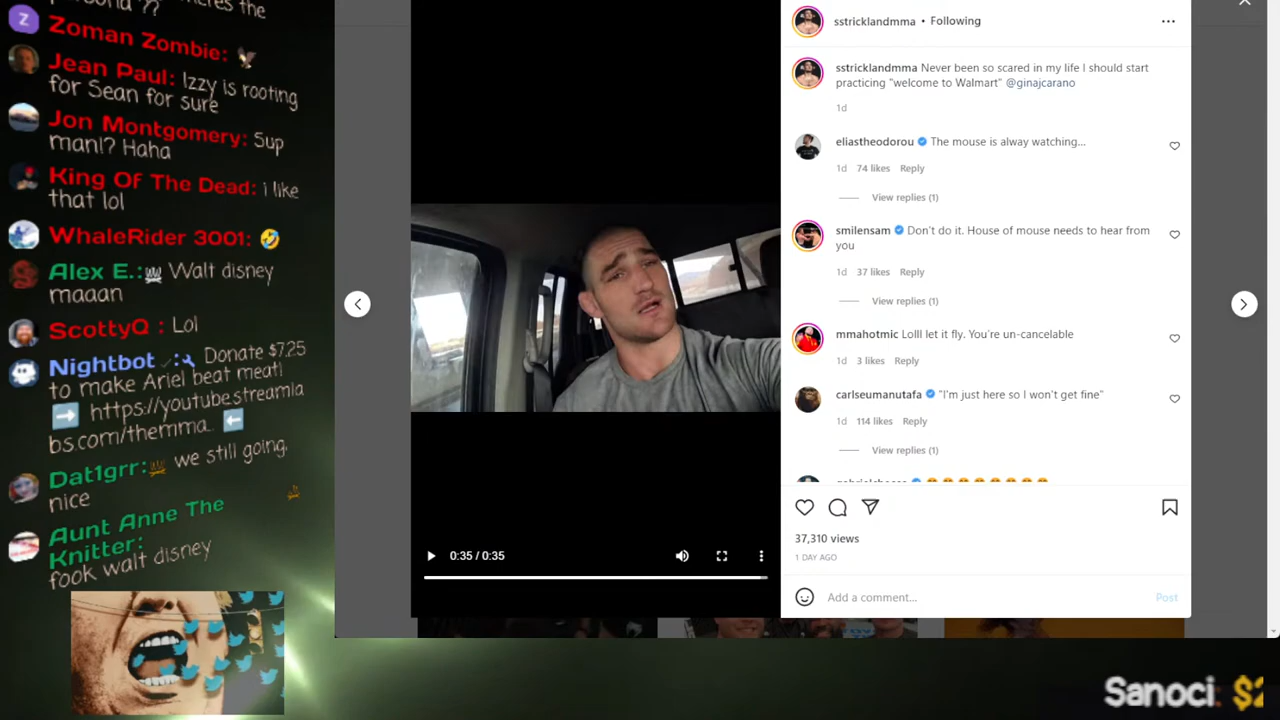 the
Zoman Zombie:
Jean Paul: Izzy is rooting
for Sean for sure
Jon Montgomery: Sup
man!? Haha
King Of The Dead: i like
that lol
WhaleRider 3001: 🤣
Alex E.: Walt disney
maaan
ScottyQ : Lol
Nightbot : Donate $7.25
to make Ariel beat meat!
➡️ https://youtube.streamla
bs.com/themma... ⬅️
Dat1grr: we still going,
nice
Aunt Anne The
Knitter:
fook walt disney
sstricklandmma • Following
sstricklandmma Never been so scared in my life I should start
practicing "welcome to Walmart" @ginajcarano
1d
eliastheodorou The mouse is alway watching...
1d 74 likes Reply
View replies (1)
smilensam Don't do it. House of mouse needs to hear from
you
1d 37 likes Reply
View replies (1)
mmahotmic Lolll let it fly. You're un-cancelable
1d 3 likes Reply
carlseumanutafa "I'm just here so I won't get fine"
1d 114 likes Reply
View replies (1)
37,310 views
1 DAY AGO
Add a comment...
Post
0:35 / 0:35
Sanoci: $2